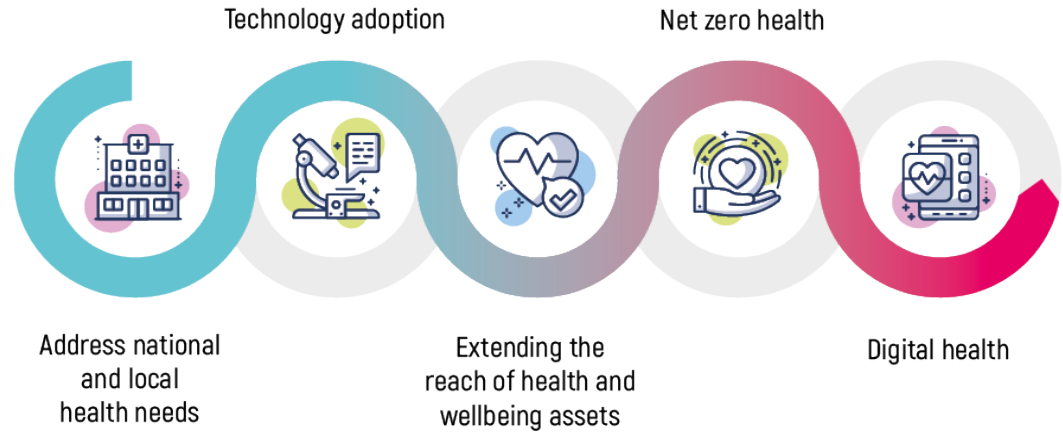 Technology adoption
Net zero health
Address national
and local
health needs
Extending the
reach of health and
wellbeing assets
Digital health